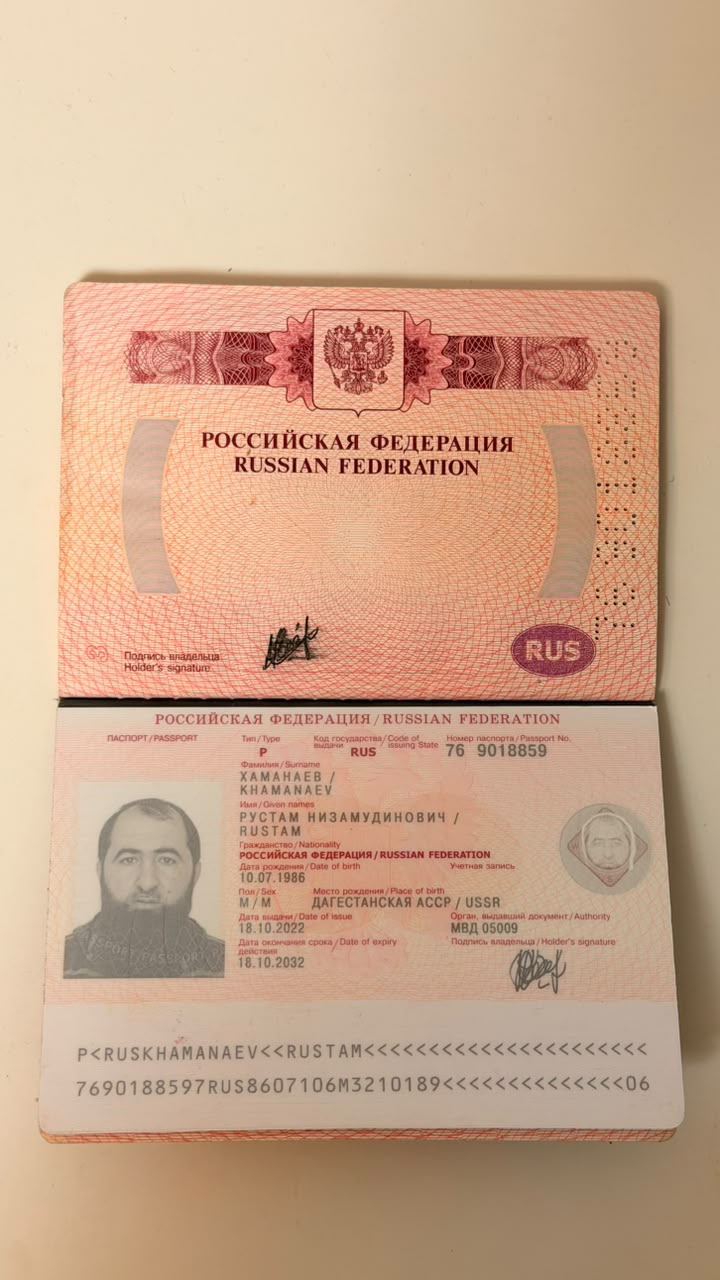 РОССИЙСКАЯ ФЕДЕРАЦИЯ
RUSSIAN FEDERATION
Подпись владельца
Holder's signature
RUS
РОССИЙСКАЯ ФЕДЕРАЦИЯ / RUSSIAN FEDERATION
ПАСПОРТ / PASSPORT
Тип / Type
Код государства / Code of
выдачи issuing State
Номер паспорта / Passport No.
P
RUS
76 9018859
Фамилия / Surname
ХАМАНАЕВ /
KHAMANAEV
Имя / Given names
РУСТАМ НИЗАМУДИНОВИЧ /
RUSTAM
Гражданство / Nationality
РОССИЙСКАЯ ФЕДЕРАЦИЯ / RUSSIAN FEDERATION
Дата рождения / Date of birth
Учетная запись
10.07.1986
Пол / Sex
Место рождения / Place of birth
М / M
ДАГЕСТАНСКАЯ АССР / USSR
Дата выдачи / Date of issue
Орган, выдавший документ / Authority
18.10.2022
МВД 05009
Дата окончания срока / Date of expiry
действия
Подпись владельца / Holder's signature
18.10.2032
P<RUSKHAMANAEV<<RUSTAM<<<<<<<<<<<<<<<<<<<<<<
7690188597RUS8607106M3210189<<<<<<<<<<<<<<06